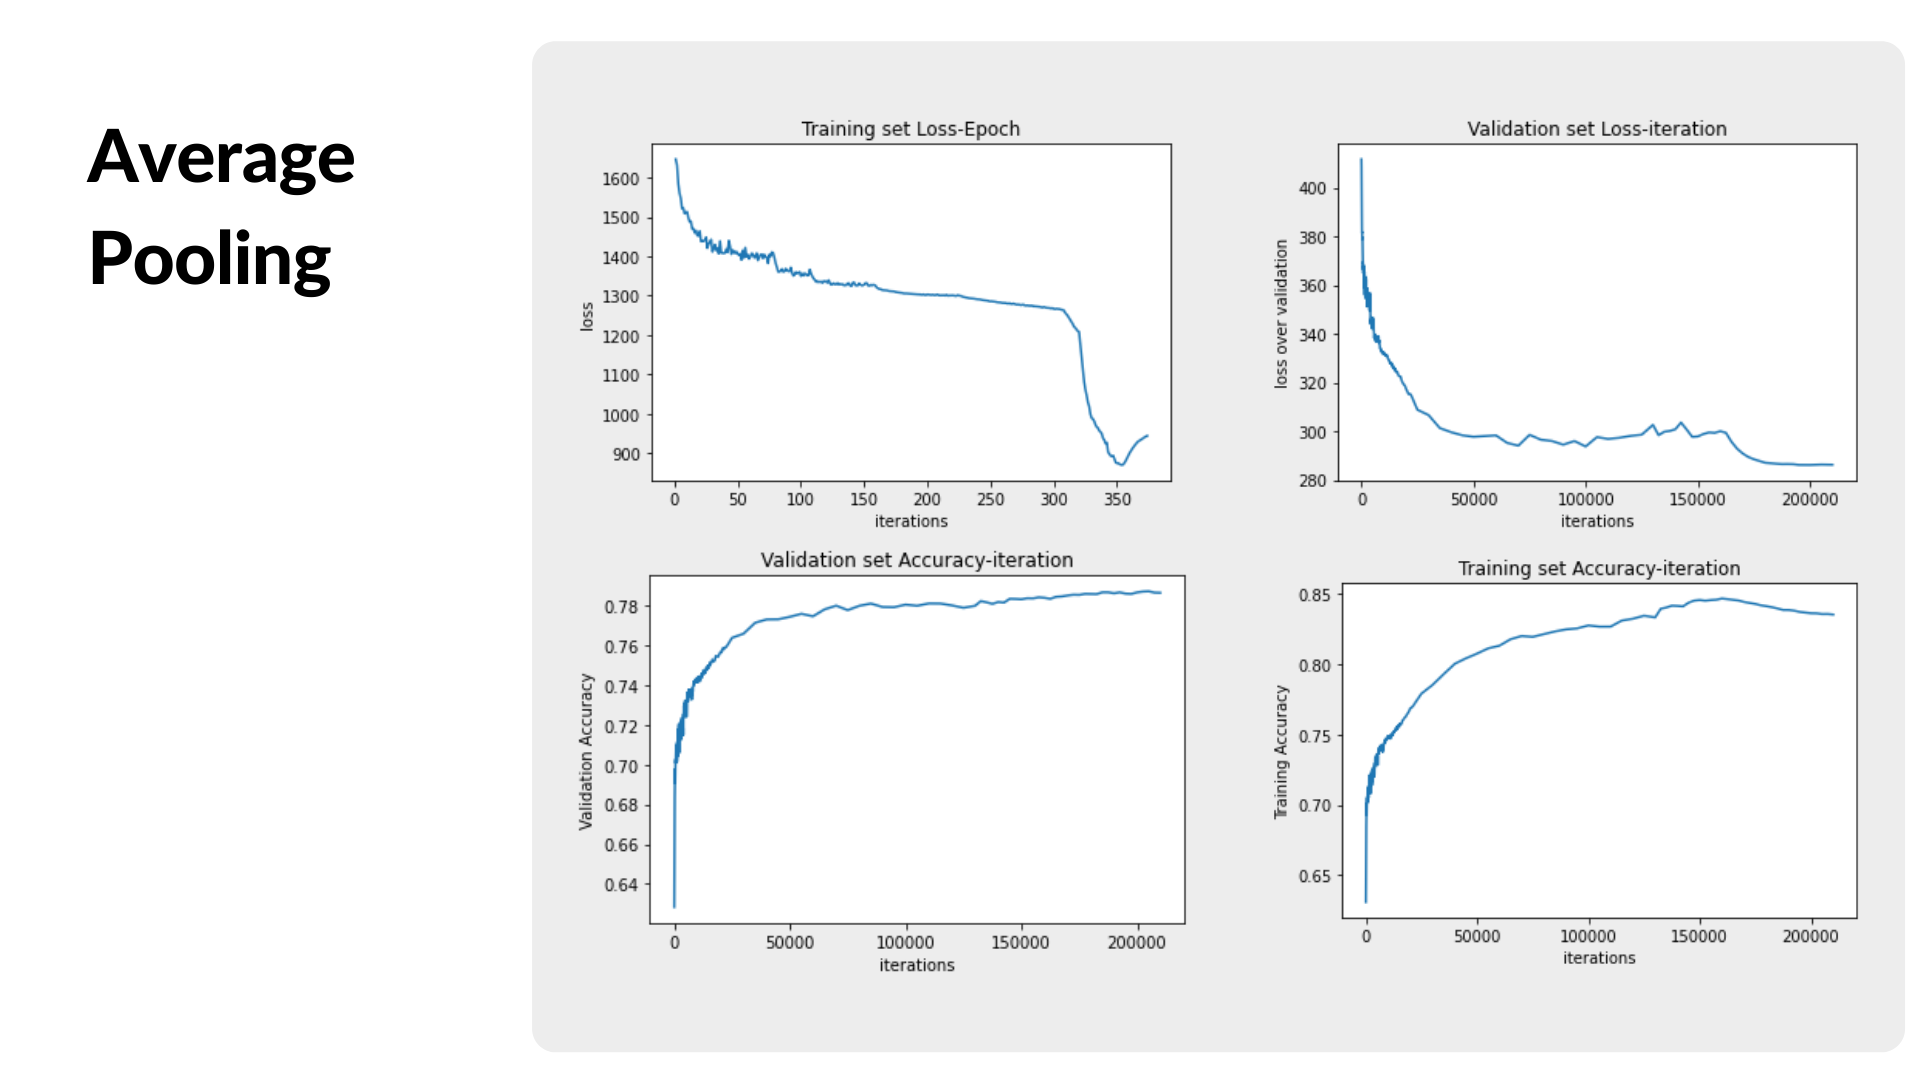 Average
Pooling
Training set Loss-Epoch
loss
1600
1500
1400
1300
1200
1100
1000
900
0 50 100 150 200 250 300 350
iterations
Validation set Loss-iteration
loss over validation
400
380
360
340
320
300
280
0 50000 100000 150000 200000
iterations
Validation set Accuracy-iteration
Validation Accuracy
0.78
0.76
0.74
0.72
0.70
0.68
0.66
0.64
0 50000 100000 150000 200000
iterations
Training set Accuracy-iteration
Training Accuracy
0.85
0.80
0.75
0.70
0.65
0 50000 100000 150000 200000
iterations